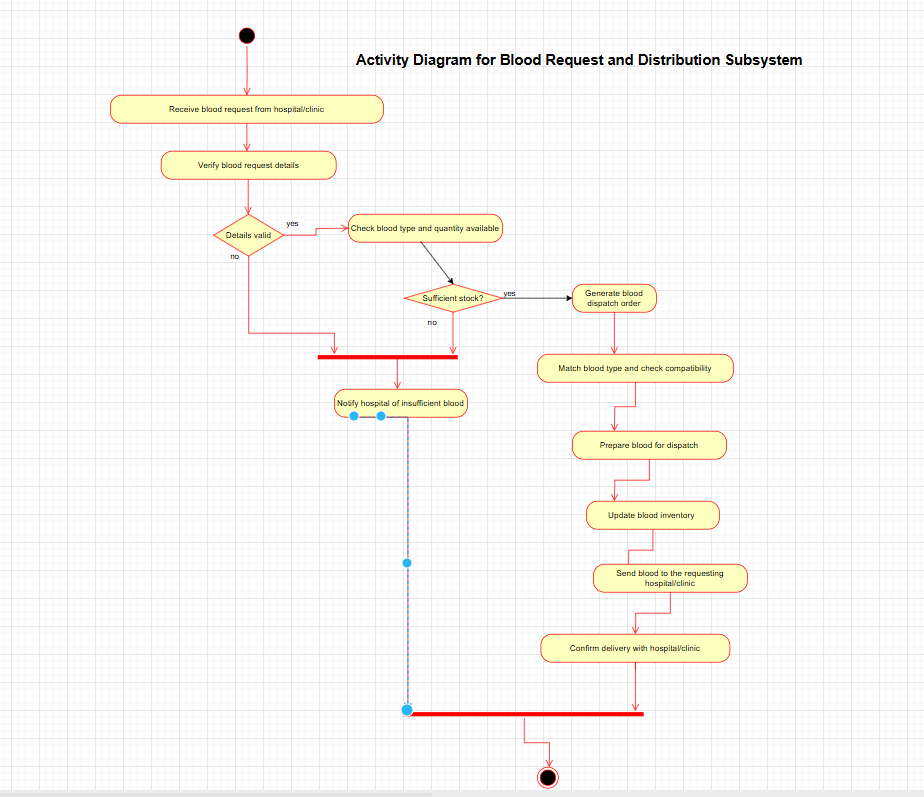 Activity Diagram for Blood Request and Distribution Subsystem
Receive blood request from hospital/clinic
Verify blood request details
Details valid
yes
no
Check blood type and quantity available
Sufficient stock?
yes
no
Generate blood
dispatch order
Match blood type and check compatibility
Notify hospital of insufficient blood
Prepare blood for dispatch
Update blood inventory
Send blood to the requesting
hospital/clinic
Confirm delivery with hospital/clinic